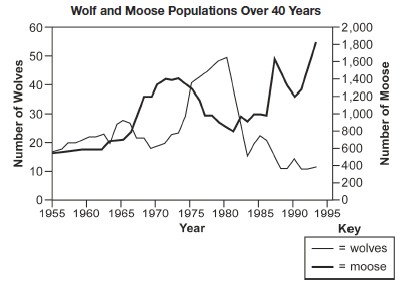 Wolf and Moose Populations Over 40 Years
Number of Wolves
60
50
40
30
20
10
0
2,000
1,800
1,600
1,400
1,200
1,000
800
600
400
200
0
Number of Moose
1955 1960 1965 1970 1975 1980 1985 1990 1995
Year
Key
= wolves
= moose